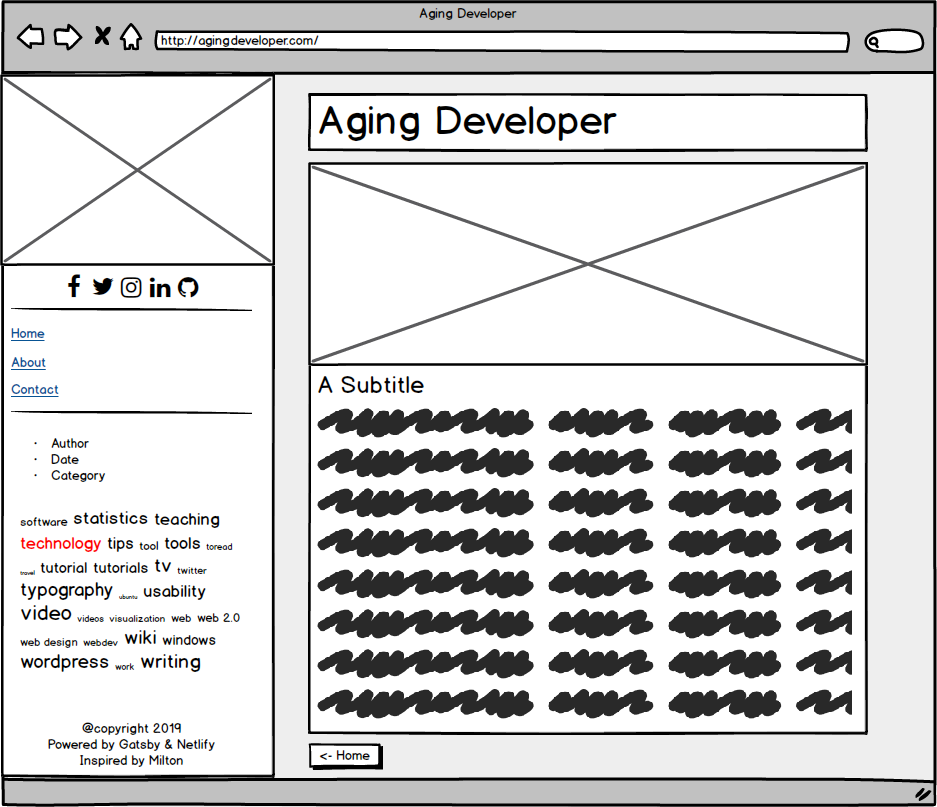 Aging Developer
http://agingdeveloper.com/
Home
About
Contact
· Author
· Date
· Category
software statistics teaching
technology tips tool tools toread
travel tutorial tutorials tv twitter
typography ubuntu usability
video videos visualization web web 2.0
web design webdev wiki windows
wordpress work writing
@copyright 2019
Powered by Gatsby & Netlify
Inspired by Milton
Aging Developer
A Subtitle
<- Home